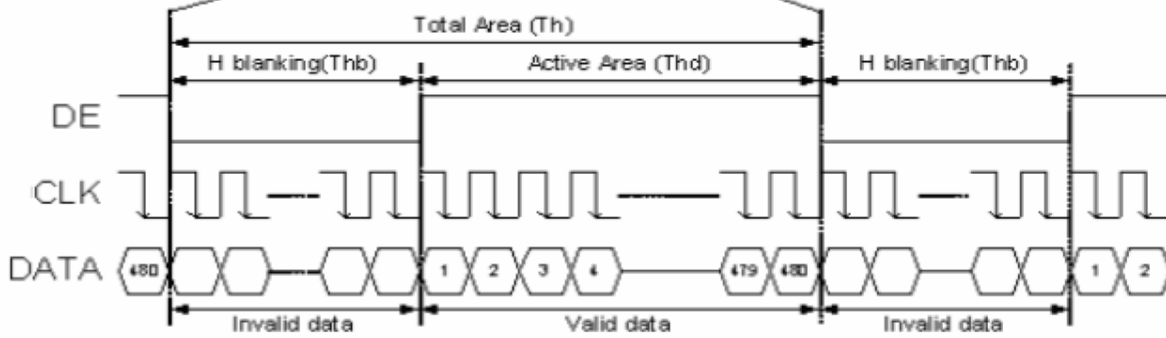 Total Area (Th)
H blanking(Thb) Active Area (Thd) H blanking(Thb)
DE
CLK
DATA 480 1 2 3 4 479 480 1 2
Invalid data Valid data Invalid data